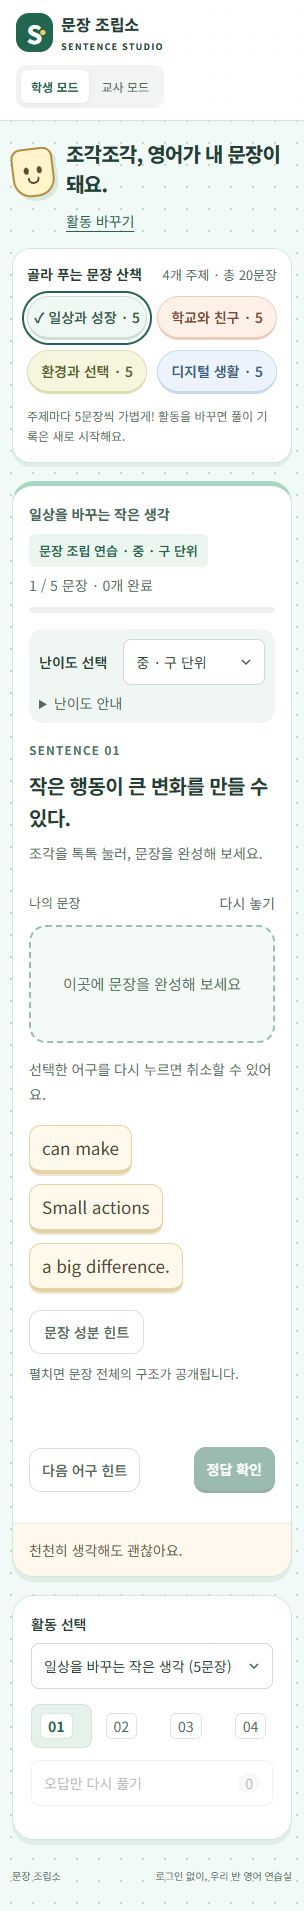 S
문장 조립소
SENTENCE STUDIO
학생 모드
교사 모드
조각조각, 영어가 내 문장이
돼요.
활동 바꾸기
골라 푸는 문장 산책
4개 주제 · 총 20문장
✓ 일상과 성장 · 5
학교와 친구 · 5
환경과 선택 · 5
디지털 생활 · 5
주제마다 5문장씩 가볍게! 활동을 바꾸면 풀이 기
록은 새로 시작해요.
일상을 바꾸는 작은 생각
문장 조립 연습 · 중 · 구 단위
1 / 5 문장 · 0개 완료
난이도 선택
중 · 구 단위
▶ 난이도 안내
SENTENCE 01
작은 행동이 큰 변화를 만들 수
있다.
조각을 톡톡 눌러, 문장을 완성해 보세요.
나의 문장
다시 놓기
이곳에 문장을 완성해 보세요
선택한 어구를 다시 누르면 취소할 수 있어
요.
can make
Small actions
a big difference.
문장 성분 힌트
펼치면 문장 전체의 구조가 공개됩니다.
다음 어구 힌트
정답 확인
천천히 생각해도 괜찮아요.
활동 선택
일상을 바꾸는 작은 생각 (5문장)
01
02
03
04
오답만 다시 풀기
0
문장 조립소
로그인 없이, 우리 반 영어 연습실